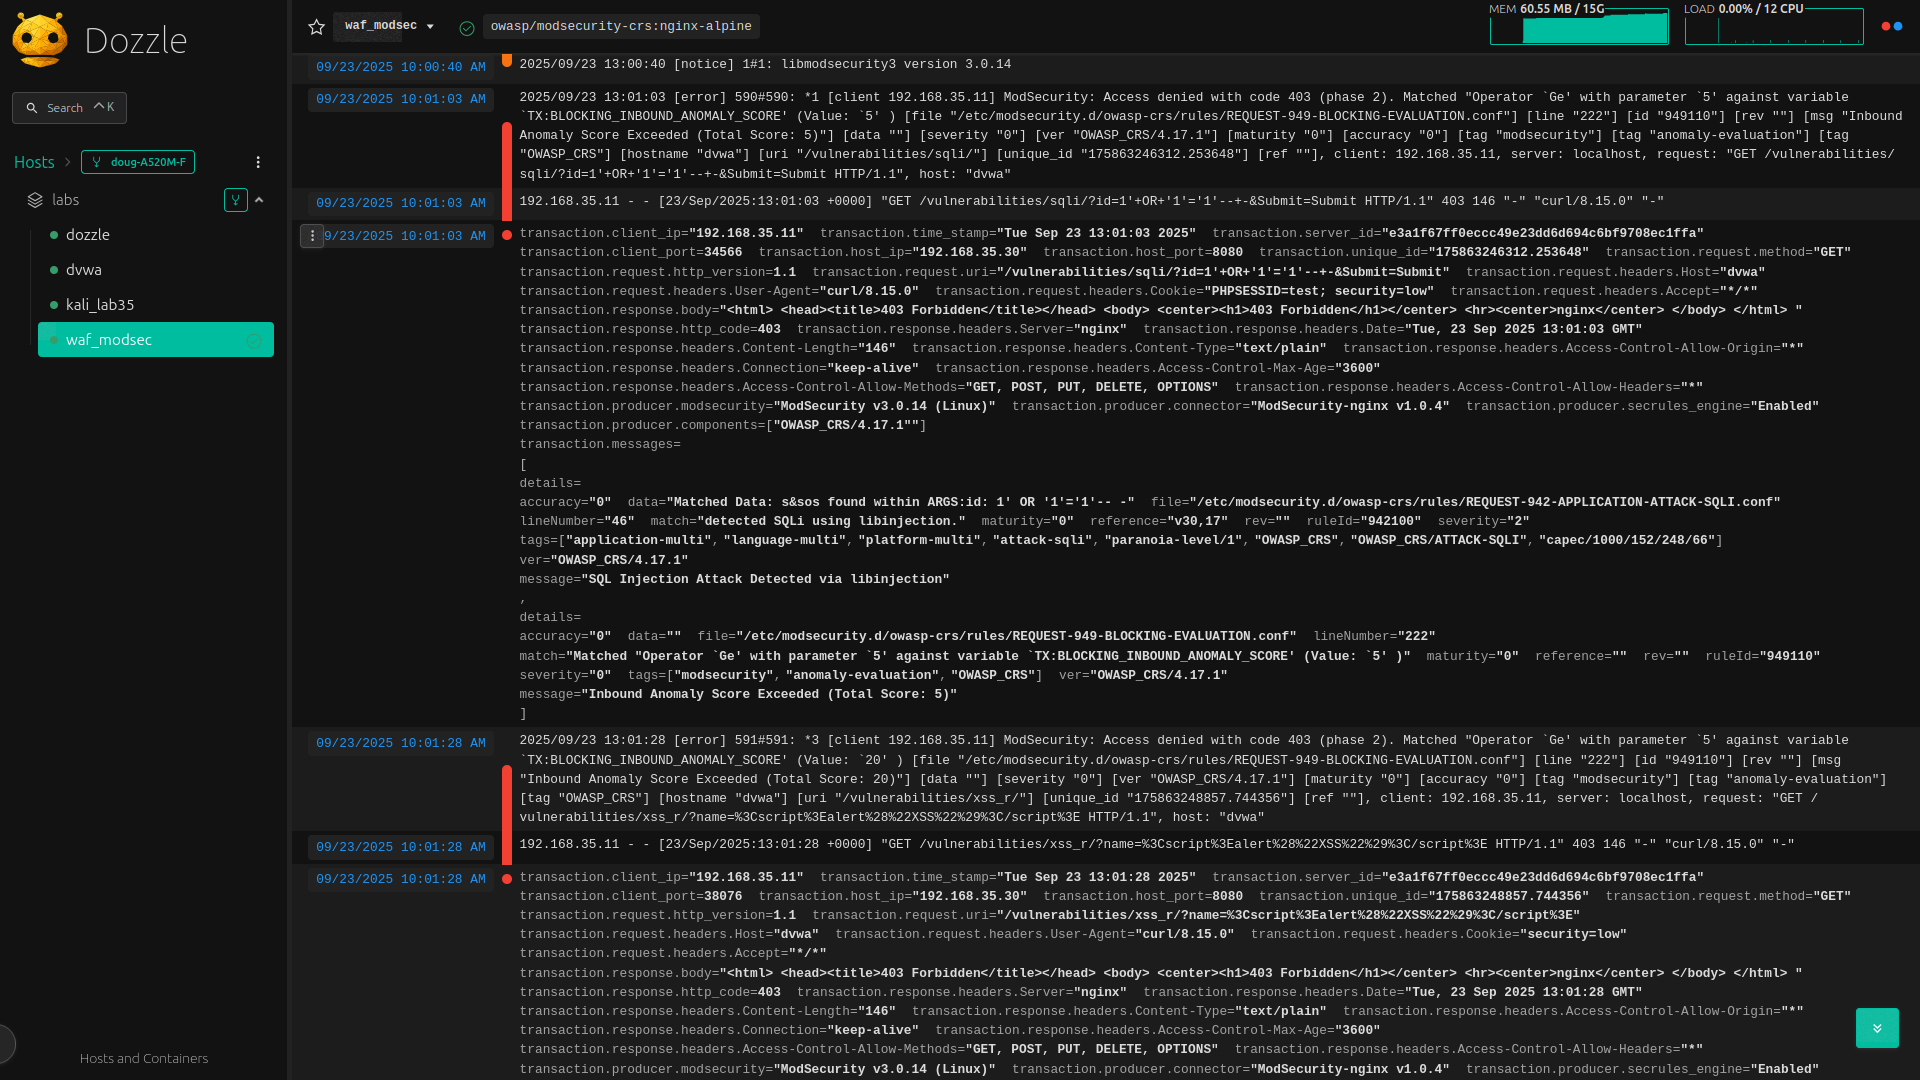 Dozzle
Search ^K
Hosts > doug-A520M-F
labs
dozzle
dvwa
kali_lab35
waf_modsec
Hosts and Containers
waf_modsec
owasp/modsecurity-crs:nginx-alpine
MEM 60.55 MB / 15G
LOAD 0.00% / 12 CPU
09/23/2025 10:00:40 AM
2025/09/23 13:00:40 [notice] 1#1: libmodsecurity3 version 3.0.14
09/23/2025 10:01:03 AM
2025/09/23 13:01:03 [error] 590#590: *1 [client 192.168.35.11] ModSecurity: Access denied with code 403 (phase 2). Matched "Operator `Ge' with parameter `5' against variable
`TX:BLOCKING_INBOUND_ANOMALY_SCORE' (Value: `5' ) [file "/etc/modsecurity.d/owasp-crs/rules/REQUEST-949-BLOCKING-EVALUATION.conf"] [line "222"] [id "949110"] [rev ""] [msg "Inbound
Anomaly Score Exceeded (Total Score: 5)"] [data ""] [severity "0"] [ver "OWASP_CRS/4.17.1"] [maturity "0"] [accuracy "0"] [tag "modsecurity"] [tag "anomaly-evaluation"] [tag
"OWASP_CRS"] [hostname "dvwa"] [uri "/vulnerabilities/sqli/"] [unique_id "175863246312.253648"] [ref ""], client: 192.168.35.11, server: localhost, request: "GET /vulnerabilities/
sqli/?id=1'+OR+'1'='1'--+-&Submit=Submit HTTP/1.1", host: "dvwa"
09/23/2025 10:01:03 AM
192.168.35.11 - - [23/Sep/2025:13:01:03 +0000] "GET /vulnerabilities/sqli/?id=1'+OR+'1'='1'--+-&Submit=Submit HTTP/1.1" 403 146 "-" "curl/8.15.0" "-"
9/23/2025 10:01:03 AM
transaction.client_ip="192.168.35.11" transaction.time_stamp="Tue Sep 23 13:01:03 2025" transaction.server_id="e3a1f67ff0eccc49e23dd6d694c6bf9708ec1ffa"
transaction.client_port=34566 transaction.host_ip="192.168.35.30" transaction.host_port=8080 transaction.unique_id="175863246312.253648" transaction.request.method="GET"
transaction.request.http_version=1.1 transaction.request.uri="/vulnerabilities/sqli/?id=1'+OR+'1'='1'--+-&Submit=Submit" transaction.request.headers.Host="dvwa"
transaction.request.headers.User-Agent="curl/8.15.0" transaction.request.headers.Cookie="PHPSESSID=test; security=low" transaction.request.headers.Accept="*/*"
transaction.response.body="<html> <head><title>403 Forbidden</title></head> <body> <center><h1>403 Forbidden</h1></center> <hr><center>nginx</center> </body> </html> "
transaction.response.http_code=403 transaction.response.headers.Server="nginx" transaction.response.headers.Date="Tue, 23 Sep 2025 13:01:03 GMT"
transaction.response.headers.Content-Length="146" transaction.response.headers.Content-Type="text/plain" transaction.response.headers.Access-Control-Allow-Origin="*"
transaction.response.headers.Connection="keep-alive" transaction.response.headers.Access-Control-Max-Age="3600"
transaction.response.headers.Access-Control-Allow-Methods="GET, POST, PUT, DELETE, OPTIONS" transaction.response.headers.Access-Control-Allow-Headers="*"
transaction.producer.modsecurity="ModSecurity v3.0.14 (Linux)" transaction.producer.connector="ModSecurity-nginx v1.0.4" transaction.producer.secrules_engine="Enabled"
transaction.producer.components=["OWASP_CRS/4.17.1""]
transaction.messages=
[
details=
accuracy="0" data="Matched Data: s&sos found within ARGS:id: 1' OR '1'='1'-- -" file="/etc/modsecurity.d/owasp-crs/rules/REQUEST-942-APPLICATION-ATTACK-SQLI.conf"
lineNumber="46" match="detected SQLi using libinjection." maturity="0" reference="v30,17" rev="" ruleId="942100" severity="2"
tags=["application-multi", "language-multi", "platform-multi", "attack-sqli", "paranoia-level/1", "OWASP_CRS", "OWASP_CRS/ATTACK-SQLI", "capec/1000/152/248/66"]
ver="OWASP_CRS/4.17.1"
message="SQL Injection Attack Detected via libinjection"
,
details=
accuracy="0" data="" file="/etc/modsecurity.d/owasp-crs/rules/REQUEST-949-BLOCKING-EVALUATION.conf" lineNumber="222"
match="Matched "Operator `Ge' with parameter `5' against variable `TX:BLOCKING_INBOUND_ANOMALY_SCORE' (Value: `5' )" maturity="0" reference="" rev="" ruleId="949110"
severity="0" tags=["modsecurity", "anomaly-evaluation", "OWASP_CRS"] ver="OWASP_CRS/4.17.1"
message="Inbound Anomaly Score Exceeded (Total Score: 5)"
]
09/23/2025 10:01:28 AM
2025/09/23 13:01:28 [error] 591#591: *3 [client 192.168.35.11] ModSecurity: Access denied with code 403 (phase 2). Matched "Operator `Ge' with parameter `5' against variable
`TX:BLOCKING_INBOUND_ANOMALY_SCORE' (Value: `20' ) [file "/etc/modsecurity.d/owasp-crs/rules/REQUEST-949-BLOCKING-EVALUATION.conf"] [line "222"] [id "949110"] [rev ""] [msg
"Inbound Anomaly Score Exceeded (Total Score: 20)"] [data ""] [severity "0"] [ver "OWASP_CRS/4.17.1"] [maturity "0"] [accuracy "0"] [tag "modsecurity"] [tag "anomaly-evaluation"]
[tag "OWASP_CRS"] [hostname "dvwa"] [uri "/vulnerabilities/xss_r/"] [unique_id "175863248857.744356"] [ref ""], client: 192.168.35.11, server: localhost, request: "GET /
vulnerabilities/xss_r/?name=%3Cscript%3Ealert%28%22XSS%22%29%3C/script%3E HTTP/1.1", host: "dvwa"
09/23/2025 10:01:28 AM
192.168.35.11 - - [23/Sep/2025:13:01:28 +0000] "GET /vulnerabilities/xss_r/?name=%3Cscript%3Ealert%28%22XSS%22%29%3C/script%3E HTTP/1.1" 403 146 "-" "curl/8.15.0" "-"
09/23/2025 10:01:28 AM
transaction.client_ip="192.168.35.11" transaction.time_stamp="Tue Sep 23 13:01:28 2025" transaction.server_id="e3a1f67ff0eccc49e23dd6d694c6bf9708ec1ffa"
transaction.client_port=38076 transaction.host_ip="192.168.35.30" transaction.host_port=8080 transaction.unique_id="175863248857.744356" transaction.request.method="GET"
transaction.request.http_version=1.1 transaction.request.uri="/vulnerabilities/xss_r/?name=%3Cscript%3Ealert%28%22XSS%22%29%3C/script%3E"
transaction.request.headers.Host="dvwa" transaction.request.headers.User-Agent="curl/8.15.0" transaction.request.headers.Cookie="security=low"
transaction.request.headers.Accept="*/*"
transaction.response.body="<html> <head><title>403 Forbidden</title></head> <body> <center><h1>403 Forbidden</h1></center> <hr><center>nginx</center> </body> </html> "
transaction.response.http_code=403 transaction.response.headers.Server="nginx" transaction.response.headers.Date="Tue, 23 Sep 2025 13:01:28 GMT"
transaction.response.headers.Content-Length="146" transaction.response.headers.Content-Type="text/plain" transaction.response.headers.Access-Control-Allow-Origin="*"
transaction.response.headers.Connection="keep-alive" transaction.response.headers.Access-Control-Max-Age="3600"
transaction.response.headers.Access-Control-Allow-Methods="GET, POST, PUT, DELETE, OPTIONS" transaction.response.headers.Access-Control-Allow-Headers="*"
transaction.producer.modsecurity="ModSecurity v3.0.14 (Linux)" transaction.producer.connector="ModSecurity-nginx v1.0.4" transaction.producer.secrules_engine="Enabled"